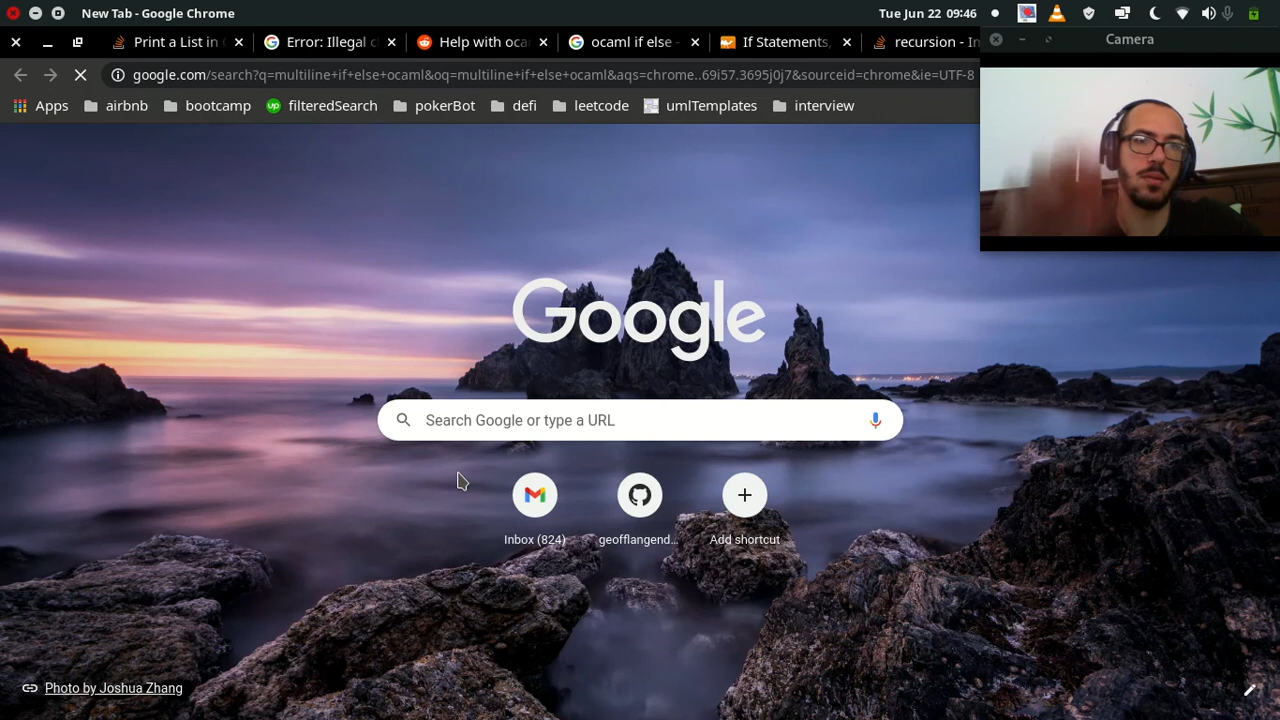 New Tab - Google Chrome
Tue Jun 22 09:46
Print a List in
Error: Illegal c
Help with oca
ocaml if else -
If Statements,
recursion - In
Camera
google.com/search?q=multiline+if+else+ocaml&oq=multiline+if+else+ocaml&aqs=chrome..69i57.3695j0j7&sourceid=chrome&ie=UTF-8
Apps
airbnb
bootcamp
up filteredSearch
pokerBot
defi
leetcode
umlTemplates
interview
Google
Search Google or type a URL
Inbox (824)
geofflangend...
Add shortcut
Photo by Joshua Zhang